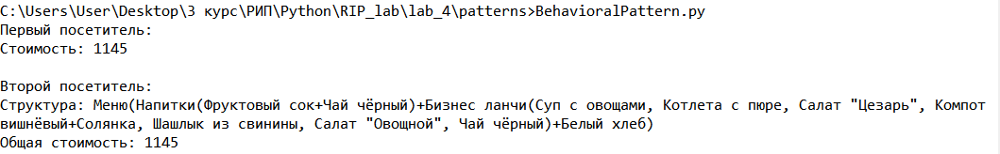 C:\Users\User\Desktop\3 курс\РИП\Python\RIP_lab\lab_4\patterns>BehavioralPattern.py
Первый посетитель:
Стоимость: 1145
Второй посетитель:
Структура: Меню(Напитки(Фруктовый сок+Чай чёрный)+Бизнес ланчи(Суп с овощами, Котлета с пюре, Салат "Цезарь", Компот
вишнёвый+Солянка, Шашлык из свинины, Салат "Овощной", Чай чёрный)+Белый хлеб)
Общая стоимость: 1145